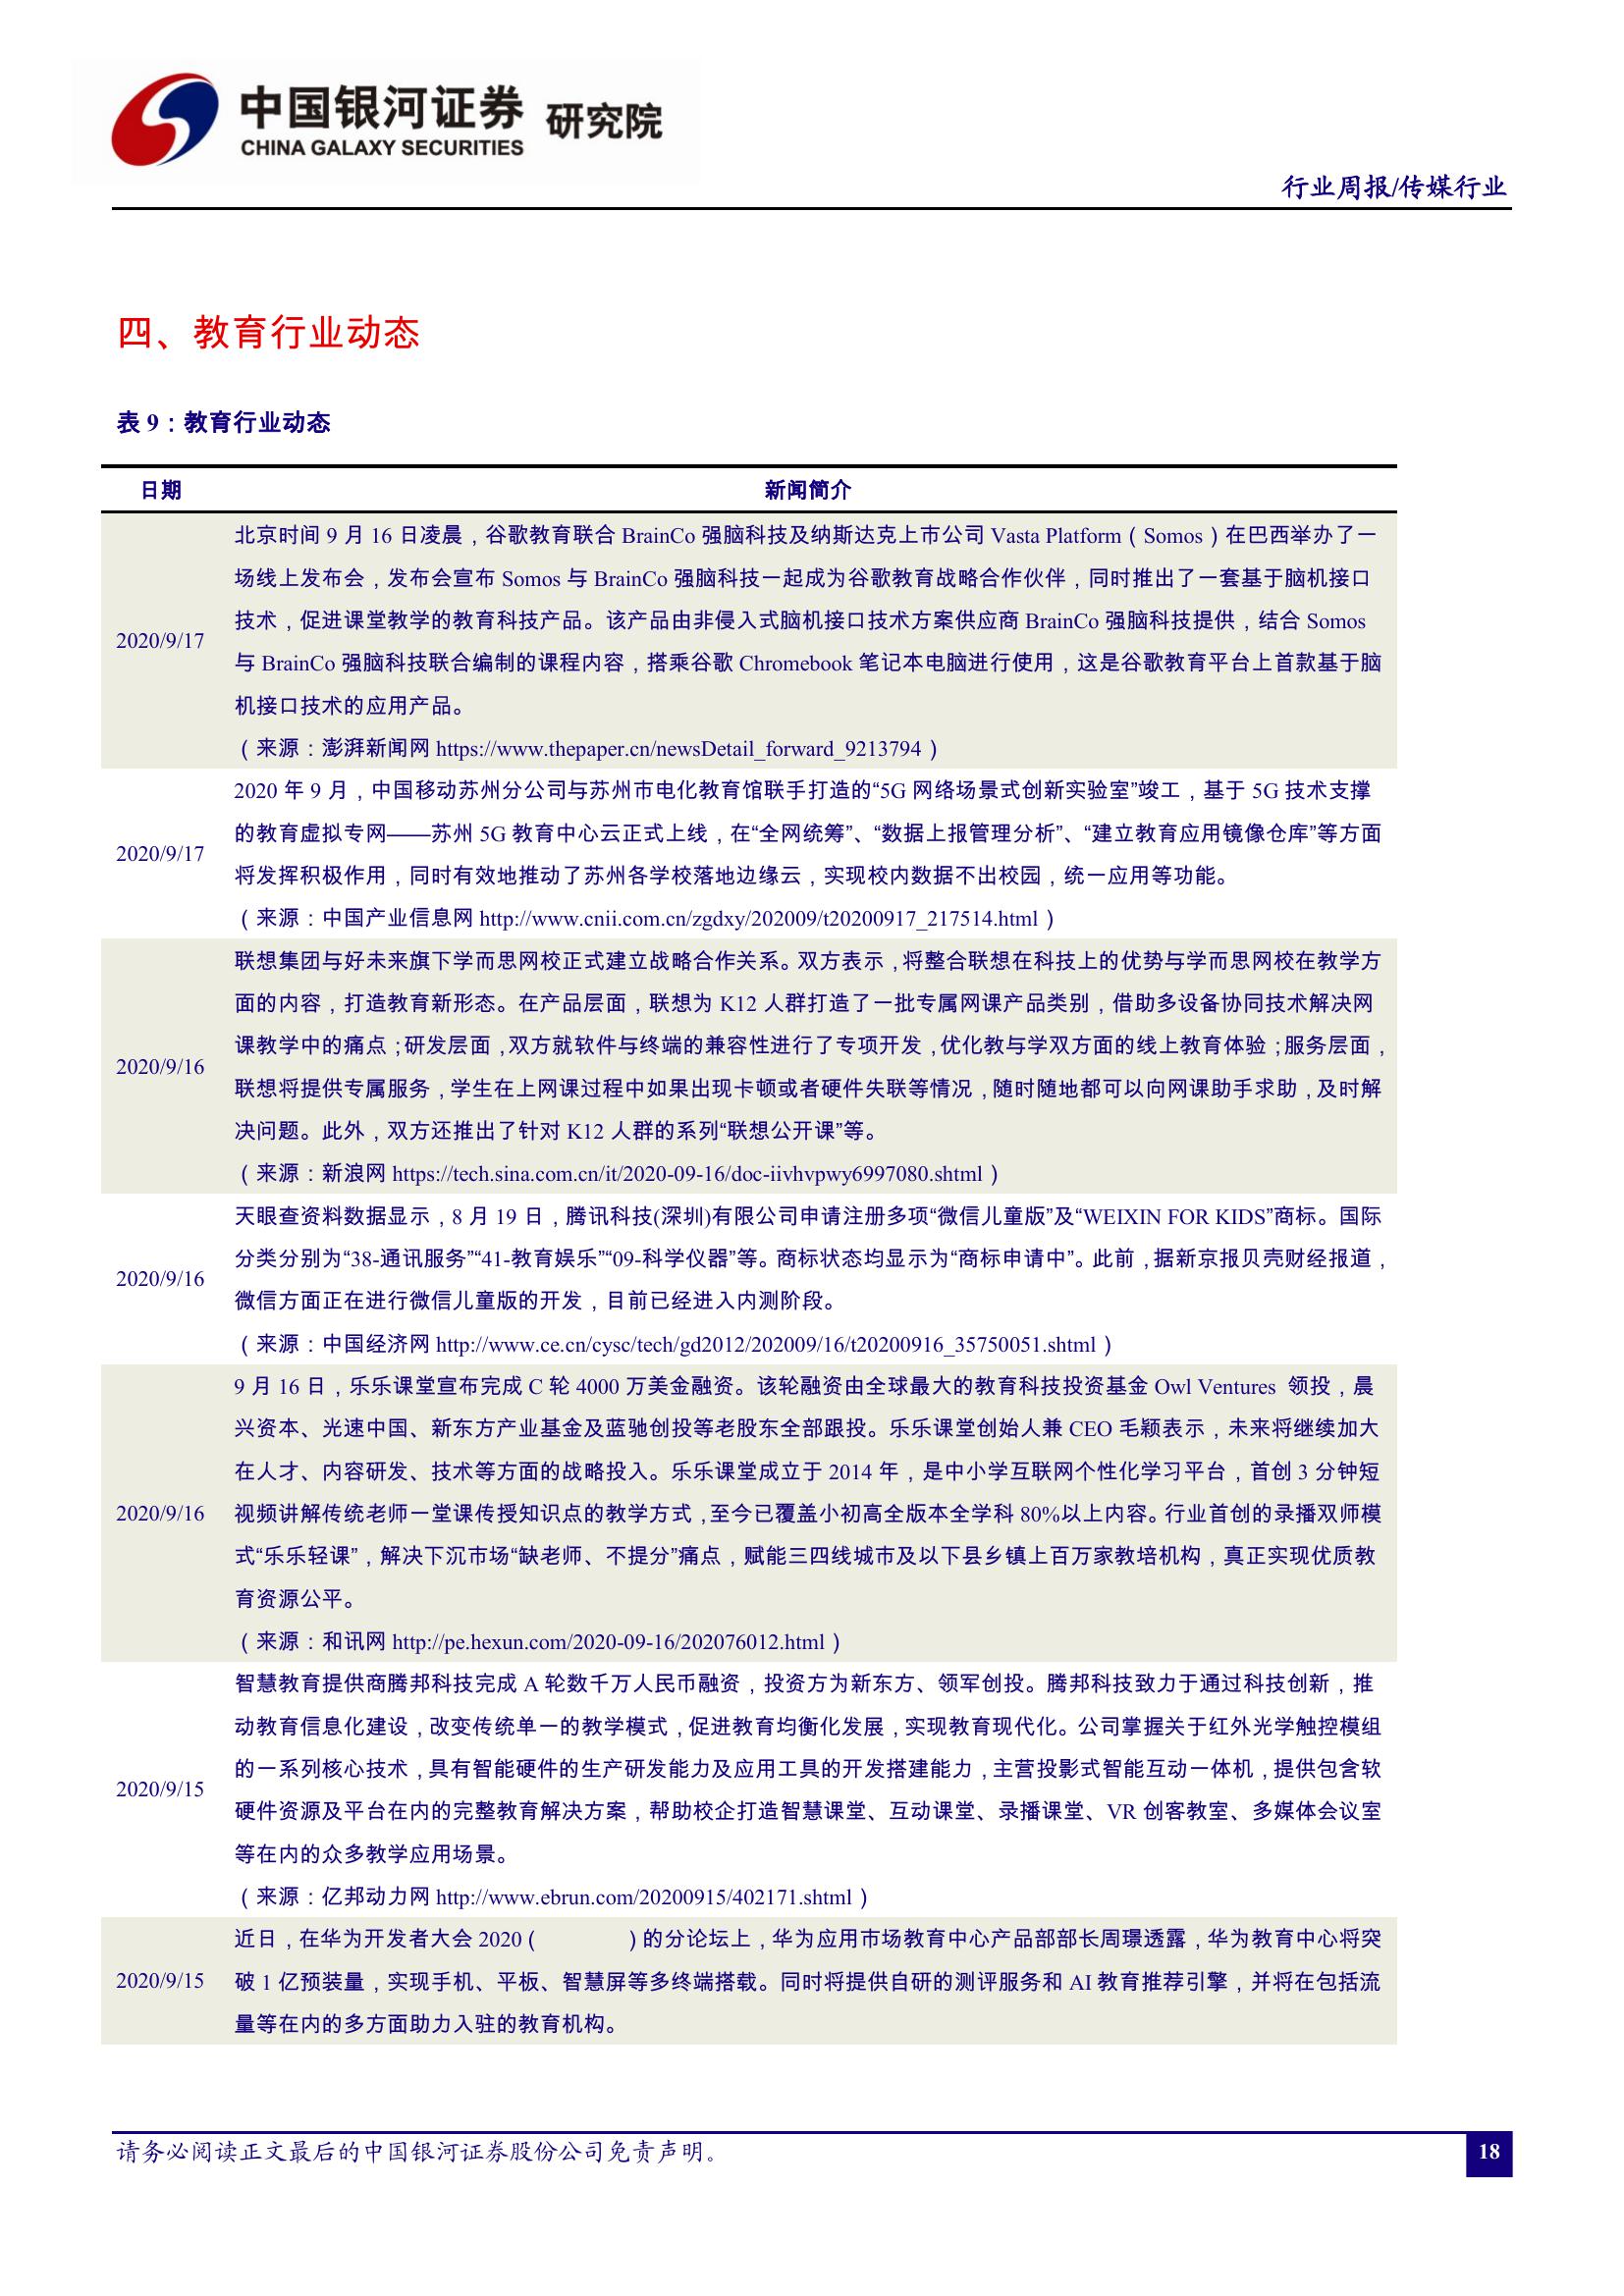 中国银河证券 研究院
CHINA GALAXY SECURITIES
行业周报/传媒行业
四、教育行业动态
表 9：教育行业动态
日期 新闻简介
2020/9/17
北京时间 9 月 16 日凌晨，谷歌教育联合 BrainCo 强脑科技及纳斯达克上市公司 Vasta Platform（Somos）在巴西举办了一
场线上发布会，发布会宣布 Somos 与 BrainCo 强脑科技一起成为谷歌教育战略合作伙伴，同时推出了一套基于脑机接口
技术，促进课堂教学的教育科技产品。该产品由非侵入式脑机接口技术方案供应商 BrainCo 强脑科技提供，结合 Somos
与 BrainCo 强脑科技联合编制的课程内容，搭乘谷歌 Chromebook 笔记本电脑进行使用，这是谷歌教育平台上首款基于脑
机接口技术的应用产品。
（来源：澎湃新闻网 https://www.thepaper.cn/newsDetail_forward_9213794）
2020/9/17
2020 年 9 月，中国移动苏州分公司与苏州市电化教育馆联手打造的“5G 网络场景式创新实验室”竣工，基于 5G 技术支撑
的教育虚拟专网——苏州 5G 教育中心云正式上线，在“全网统筹”、“数据上报管理分析”、“建立教育应用镜像仓库”等方面
将发挥积极作用，同时有效地推动了苏州各学校落地边缘云，实现校内数据不出校园，统一应用等功能。
（来源：中国产业信息网 http://www.cnii.com.cn/zgdxy/202009/t20200917_217514.html）
2020/9/16
联想集团与好未来旗下学而思网校正式建立战略合作关系。双方表示，将整合联想在科技上的优势与学而思网校在教学方
面的内容，打造教育新形态。在产品层面，联想为 K12 人群打造了一批专属网课产品类别，借助多设备协同技术解决网
课教学中的痛点；研发层面，双方就软件与终端的兼容性进行了专项开发，优化教与学双方面的线上教育体验；服务层面，
联想将提供专属服务，学生在上网课过程中如果出现卡顿或者硬件失联等情况，随时随地都可以向网课助手求助，及时解
决问题。此外，双方还推出了针对 K12 人群的系列“联想公开课”等。
（来源：新浪网 https://tech.sina.com.cn/it/2020-09-16/doc-iivhvpwy6997080.shtml）
2020/9/16
天眼查资料数据显示，8 月 19 日，腾讯科技(深圳)有限公司申请注册多项“微信儿童版”及“WEIXIN FOR KIDS”商标。国际
分类分别为“38-通讯服务”“41-教育娱乐”“09-科学仪器”等。商标状态均显示为“商标申请中”。此前，据新京报贝壳财经报道，
微信方面正在进行微信儿童版的开发，目前已经进入内测阶段。
（来源：中国经济网 http://www.ce.cn/cysc/tech/gd2012/202009/16/t20200916_35750051.shtml）
2020/9/16
9 月 16 日，乐乐课堂宣布完成 C 轮 4000 万美金融资。该轮融资由全球最大的教育科技投资基金 Owl Ventures 领投，晨
兴资本、光速中国、新东方产业基金及蓝驰创投等老股东全部跟投。乐乐课堂创始人兼 CEO 毛颖表示，未来将继续加大
在人才、内容研发、技术等方面的战略投入。乐乐课堂成立于 2014 年，是中小学互联网个性化学习平台，首创 3 分钟短
视频讲解传统老师一堂课传授知识点的教学方式，至今已覆盖小初高全版本全学科 80%以上内容。行业首创的录播双师模
式“乐乐轻课”，解决下沉市场“缺老师、不提分”痛点，赋能三四线城市及以下县乡镇上百万家教培机构，真正实现优质教
育资源公平。
（来源：和讯网 http://pe.hexun.com/2020-09-16/202076012.html）
2020/9/15
智慧教育提供商腾邦科技完成 A 轮数千万人民币融资，投资方为新东方、领军创投。腾邦科技致力于通过科技创新，推
动教育信息化建设，改变传统单一的教学模式，促进教育均衡化发展，实现教育现代化。公司掌握关于红外光学触控模组
的一系列核心技术，具有智能硬件的生产研发能力及应用工具的开发搭建能力，主营投影式智能互动一体机，提供包含软
硬件资源及平台在内的完整教育解决方案，帮助校企打造智慧课堂、互动课堂、录播课堂、VR 创客教室、多媒体会议室
等在内的众多教学应用场景。
（来源：亿邦动力网 http://www.ebrun.com/20200915/402171.shtml）
2020/9/15
近日，在华为开发者大会 2020（ ）的分论坛上，华为应用市场教育中心产品部部长周璟透露，华为教育中心将突
破 1 亿预装量，实现手机、平板、智慧屏等多终端搭载。同时将提供自研的测评服务和 AI 教育推荐引擎，并将在包括流
量等在内的多方面助力入驻的教育机构。
请务必阅读正文最后的中国银河证券股份公司免责声明。
18